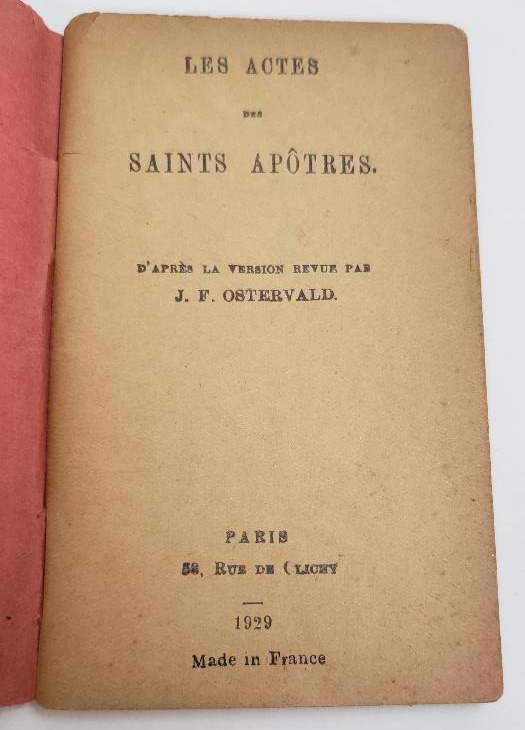 LES ACTES
DES
SAINTS APÔTRES.
D'APRÈS LA VERSION REVUE PAR
J. F. OSTERVALD.
PARIS
58, RUE DE CLICHY
1929
Made in France